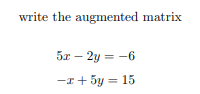 write the augmented matrix
5x − 2y = −6
−x + 5y = 15